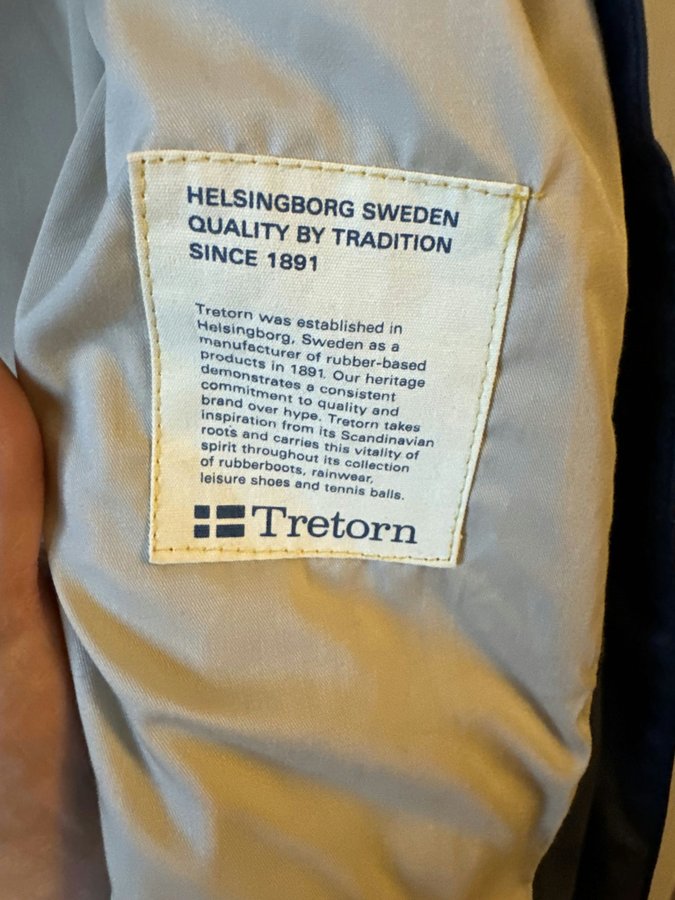 HELSINGBORG SWEDEN
QUALITY BY TRADITION
SINCE 1891
Tretorn was established in
Helsingborg, Sweden as a
manufacturer of rubber-based
products in 1891. Our heritage
demonstrates a consistent
commitment to quality and
brand over hype. Tretorn takes
inspiration from its Scandinavian
roots and carries this vitality of
spirit throughout its collection
of rubberboots, rainwear,
leisure shoes and tennis balls.
Tretorn